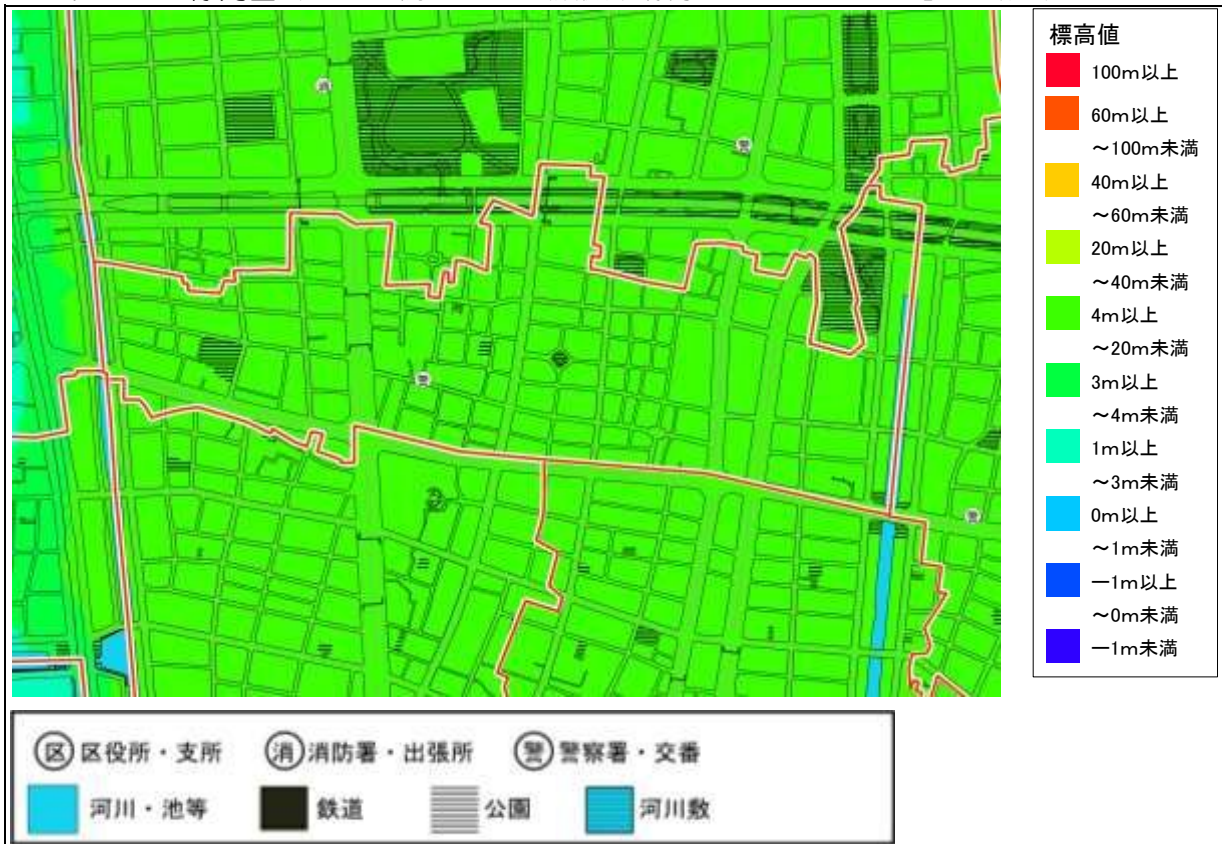 標高値
100m以上
60m以上
～100m未満
40m以上
～60m未満
20m以上
～40m未満
4m以上
～20m未満
3m以上
～4m未満
1m以上
～3m未満
0m以上
～1m未満
－1m以上
～0m未満
－1m未満
消
警
警
警
区 区役所・支所 消 消防署・出張所 警 警察署・交番
河川・池等 鉄道 公園 河川敷